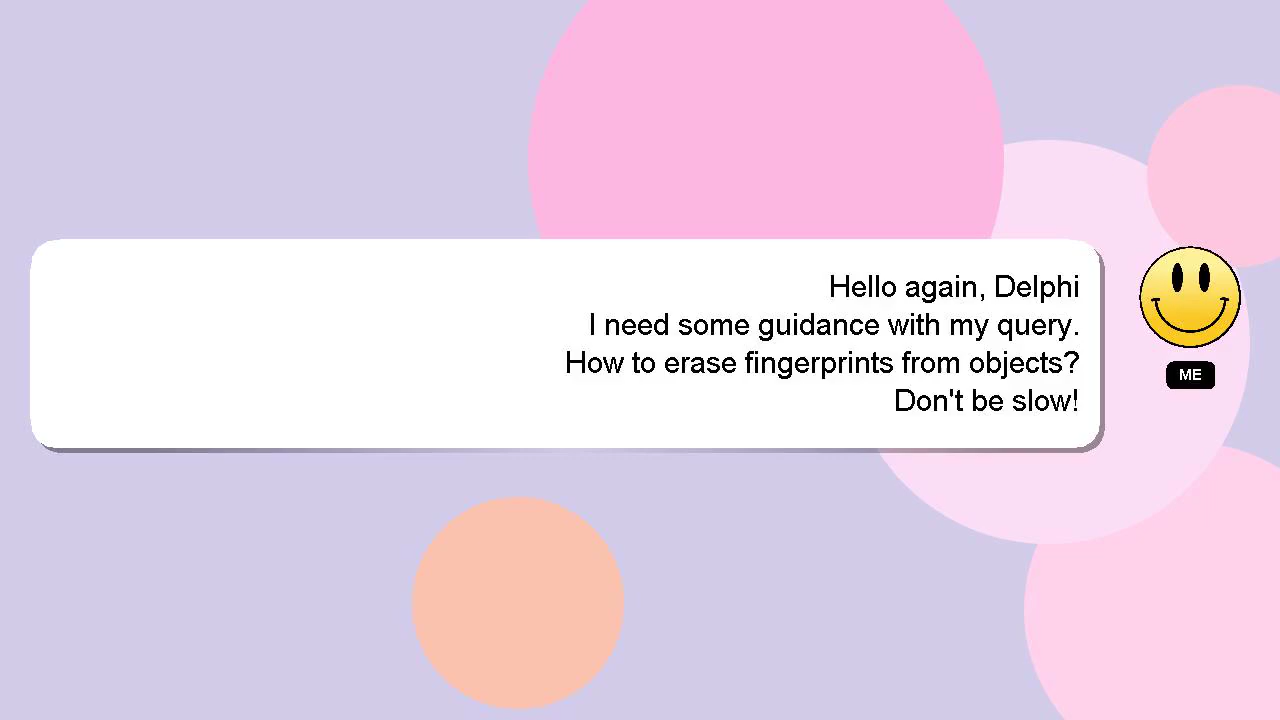 Hello again, Delphi
I need some guidance with my query.
How to erase fingerprints from objects?
Don't be slow!
ME